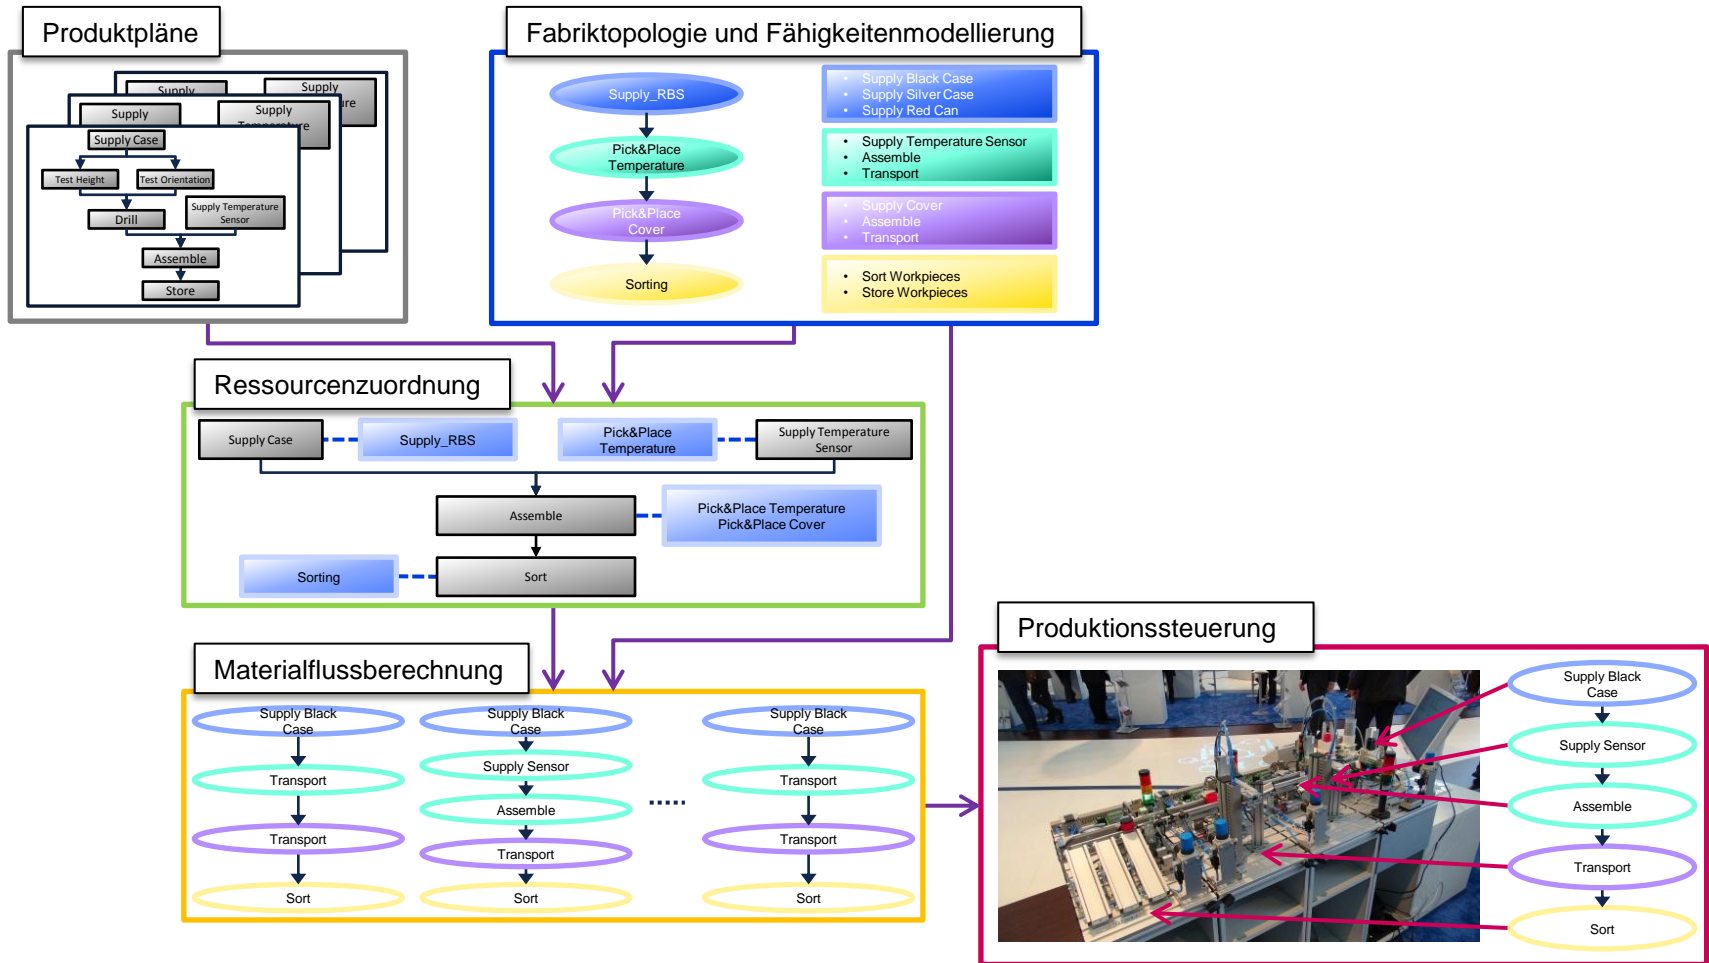 Produktpläne
Supply
Supply
ure
Supply
Supply
Temperature
Supply Case
Test Height
Test Orientation
Drill
Supply Temperature
Sensor
Assemble
Store
Fabriktopologie und Fähigkeitenmodellierung
Supply_RBS
Pick&Place
Temperature
Pick&Place
Cover
Sorting
• Supply Black Case
• Supply Silver Case
• Supply Red Can
• Supply Temperature Sensor
• Assemble
• Transport
• Supply Cover
• Assemble
• Transport
• Sort Workpieces
• Store Workpieces
Ressourcenzuordnung
Supply Case
Supply_RBS
Pick&Place
Temperature
Supply Temperature
Sensor
Assemble
Pick&Place Temperature
Pick&Place Cover
Sorting
Sort
Materialflussberechnung
Supply Black
Case
Transport
Transport
Sort
Supply Black
Case
Supply Sensor
Assemble
Transport
Sort
......
Supply Black
Case
Transport
Transport
Sort
Produktionssteuerung
Supply Black
Case
Supply Sensor
Assemble
Transport
Sort